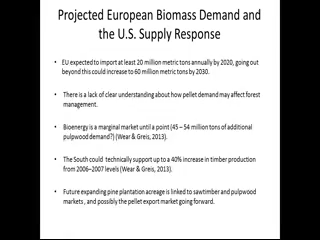 Projected European Biomass Demand and
the U.S. Supply Response
• EU expected to import at least 20 million metric tons annually by 2020, going out
beyond this could increase to 60 million metric tons by 2030.
• There is a lack of clear understanding about how pellet demand may affect forest
management.
• Bioenergy is a marginal market until a point (45 – 54 million tons of additional
pulpwood demand?) (Wear & Greis, 2013).
• The South could technically support up to a 40% increase in timber production
from 2006–2007 levels (Wear & Greis, 2013).
• Future expanding pine plantation acreage is linked to sawtimber and pulpwood
markets , and possibly the pellet export market going forward.